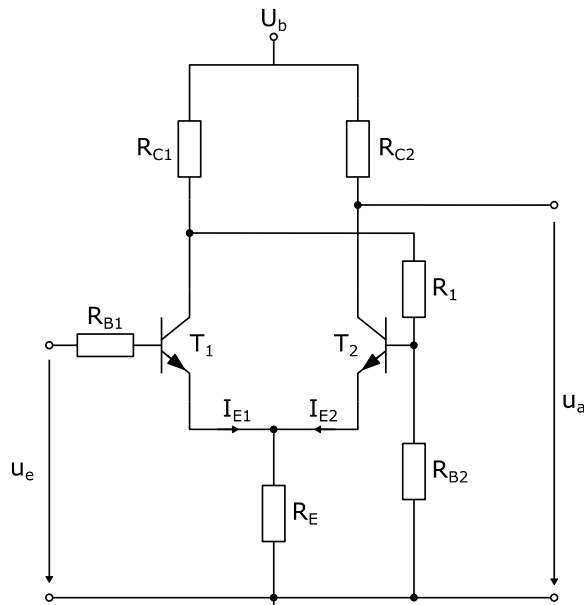 U_b
R_C1
R_C2
R_1
R_B1
T_1
T_2
I_E1
I_E2
u_a
u_e
R_B2
R_E